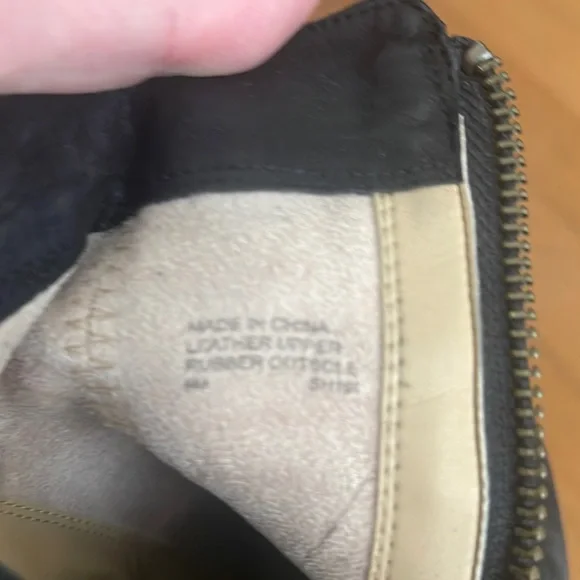 MADE IN CHINA
LEATHER UPPER
RUBBER OUTSOLE